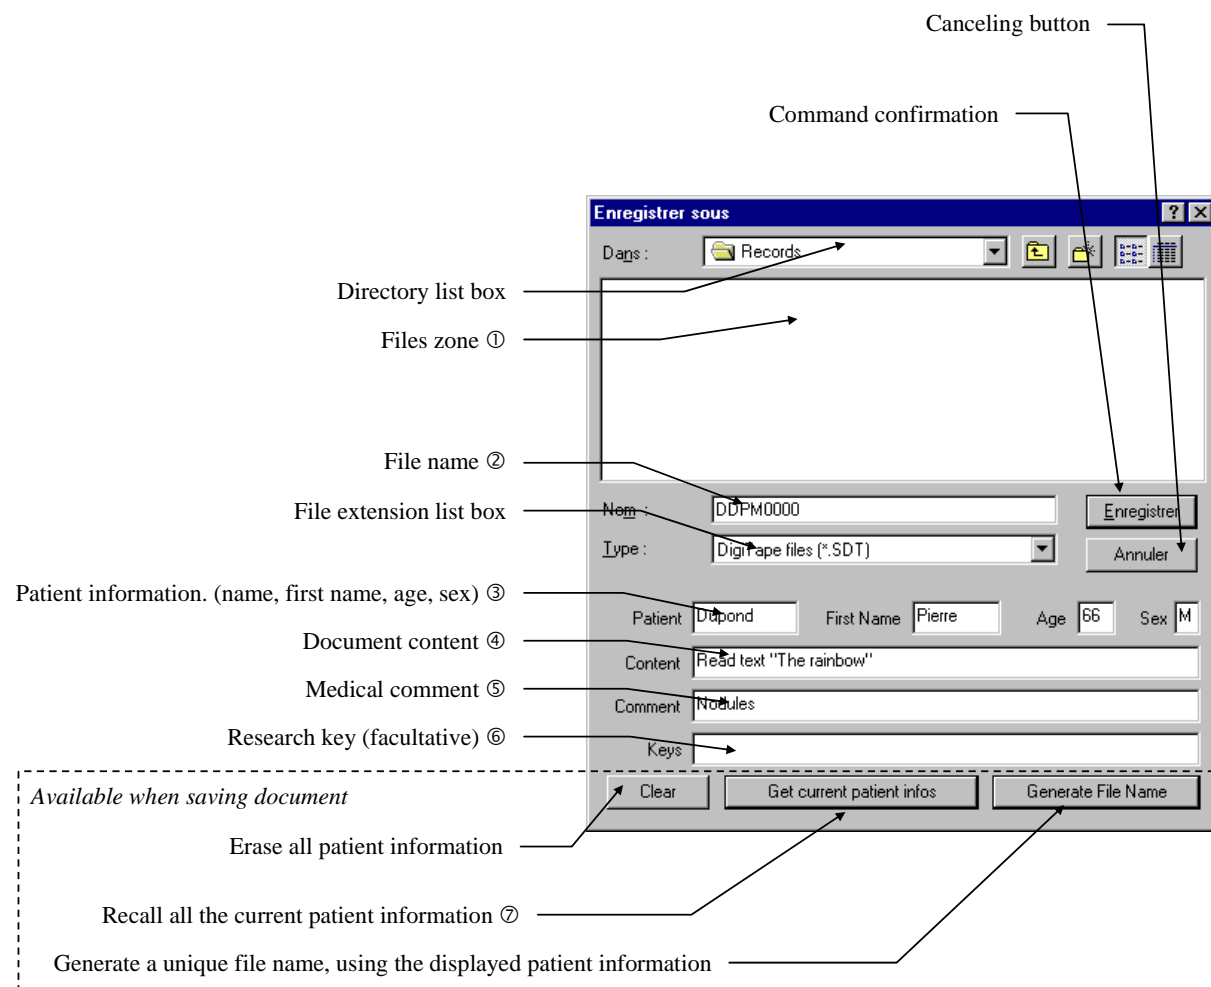 Canceling button
Command confirmation
Enregistrer sous
Dans : Records
Directory list box
Files zone ①
File name ②
Nom : DDPM0000 Enregistrer
File extension list box
Type : DigiTape files (*.SDT) Annuler
Patient information. (name, first name, age, sex) ③
Patient Dupond First Name Pierre Age 66 Sex M
Document content ④
Content Read text "The rainbow"
Medical comment ⑤
Comment Nodules
Research key (facultative) ⑥
Keys
Available when saving document
Clear Get current patient infos Generate File Name
Erase all patient information
Recall all the current patient information ⑦
Generate a unique file name, using the displayed patient information